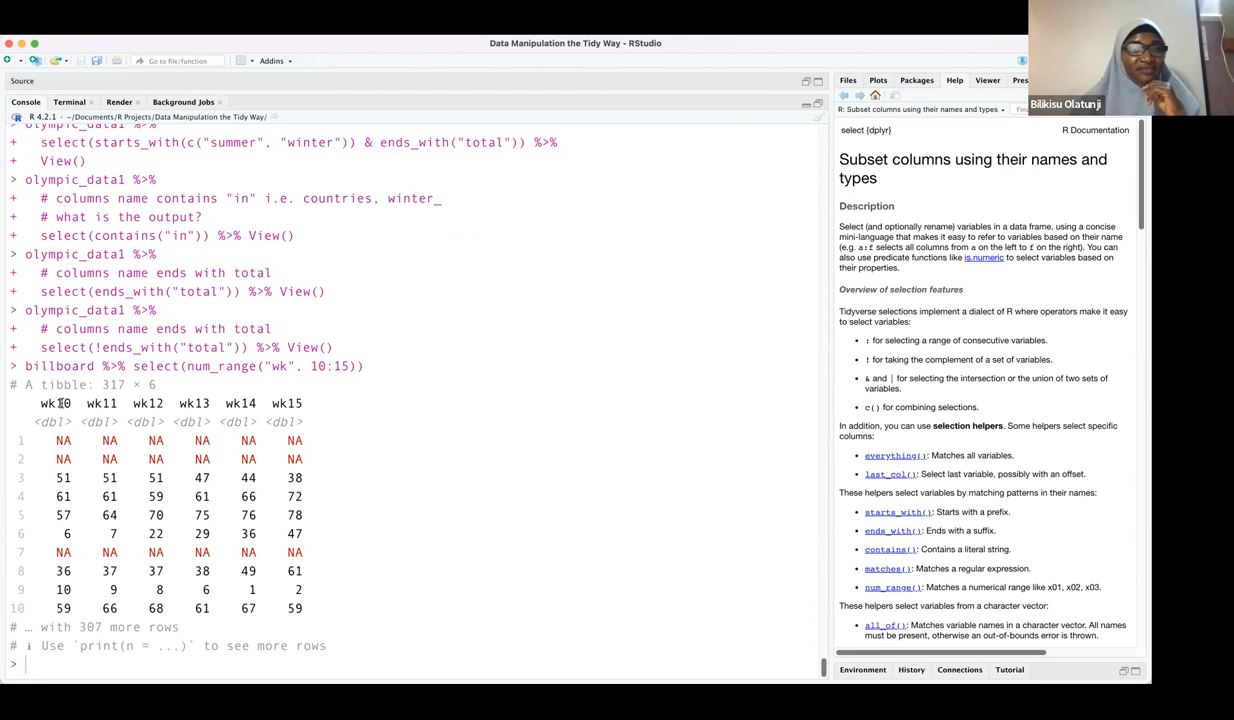 Data Manipulation the Tidy Way - RStudio
Go to file/function
Addins
Source
Console Terminal Render Background Jobs
R 4.2.1 · ~/Documents/R Projects/Data Manipulation the Tidy Way/
> olympic_data1 %>%
+ select(starts_with(c("summer", "winter")) & ends_with("total")) %>%
+ View()
> olympic_data1 %>%
+ # columns name contains "in" i.e. countries, winter_
+ # what is the output?
+ select(contains("in")) %>% View()
> olympic_data1 %>%
+ # columns name ends with total
+ select(ends_with("total")) %>% View()
> olympic_data1 %>%
+ # columns name ends with total
+ select(!ends_with("total")) %>% View()
> billboard %>% select(num_range("wk", 10:15))
# A tibble: 317 × 6
wk10 wk11 wk12 wk13 wk14 wk15
<dbl> <dbl> <dbl> <dbl> <dbl> <dbl>
1 NA NA NA NA NA NA
2 NA NA NA NA NA NA
3 51 51 51 47 44 38
4 61 61 59 61 66 72
5 57 64 70 75 76 78
6 6 7 22 29 36 47
7 NA NA NA NA NA NA
8 36 37 37 38 49 61
9 10 9 8 6 1 2
10 59 66 68 61 67 59
# … with 307 more rows
# ℹ Use `print(n = ...)` to see more rows
>
Bilikisu Olatunji
Files Plots Packages Help Viewer Pres
R: Subset columns using their names and types
select {dplyr} R Documentation
Subset columns using their names and
types
Description
Select (and optionally rename) variables in a data frame, using a concise
mini-language that makes it easy to refer to variables based on their name
(e.g. a:f selects all columns from a on the left to f on the right). You can
also use predicate functions like is.numeric to select variables based on
their properties.
Overview of selection features
Tidyverse selections implement a dialect of R where operators make it easy
to select variables:
• : for selecting a range of consecutive variables.
• ! for taking the complement of a set of variables.
• & and | for selecting the intersection or the union of two sets of
variables.
• c() for combining selections.
In addition, you can use selection helpers. Some helpers select specific
columns:
• everything(): Matches all variables.
• last_col(): Select last variable, possibly with an offset.
These helpers select variables by matching patterns in their names:
• starts_with(): Starts with a prefix.
• ends_with(): Ends with a suffix.
• contains(): Contains a literal string.
• matches(): Matches a regular expression.
• num_range(): Matches a numerical range like x01, x02, x03.
These helpers select variables from a character vector:
• all_of(): Matches variable names in a character vector. All names
must be present, otherwise an out-of-bounds error is thrown.
Environment History Connections Tutorial